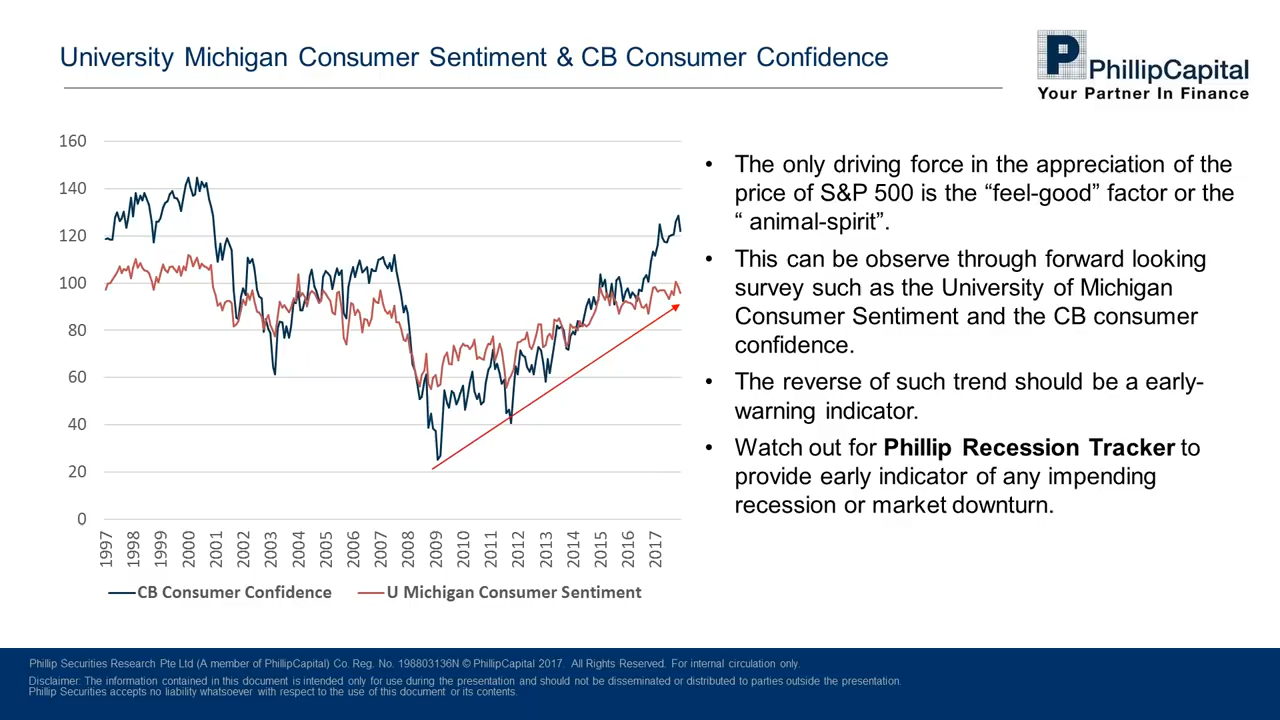 University Michigan Consumer Sentiment & CB Consumer Confidence
P
PhillipCapital
Your Partner In Finance
160
140
120
100
80
60
40
20
0
1997
1998
1999
2000
2001
2002
2003
2004
2005
2006
2007
2008
2009
2010
2011
2012
2013
2014
2015
2016
2017
CB Consumer Confidence
U Michigan Consumer Sentiment
• The only driving force in the appreciation of the
price of S&P 500 is the “feel-good” factor or the
“ animal-spirit”.
• This can be observe through forward looking
survey such as the University of Michigan
Consumer Sentiment and the CB consumer
confidence.
• The reverse of such trend should be a early-
warning indicator.
• Watch out for Phillip Recession Tracker to
provide early indicator of any impending
recession or market downturn.
Phillip Securities Research Pte Ltd (A member of PhillipCapital) Co. Reg. No. 198803136N © PhillipCapital 2017. All Rights Reserved. For internal circulation only.
Disclaimer: The information contained in this document is intended only for use during the presentation and should not be disseminated or distributed to parties outside the presentation.
Phillip Securities accepts no liability whatsoever with respect to the use of this document or its contents.